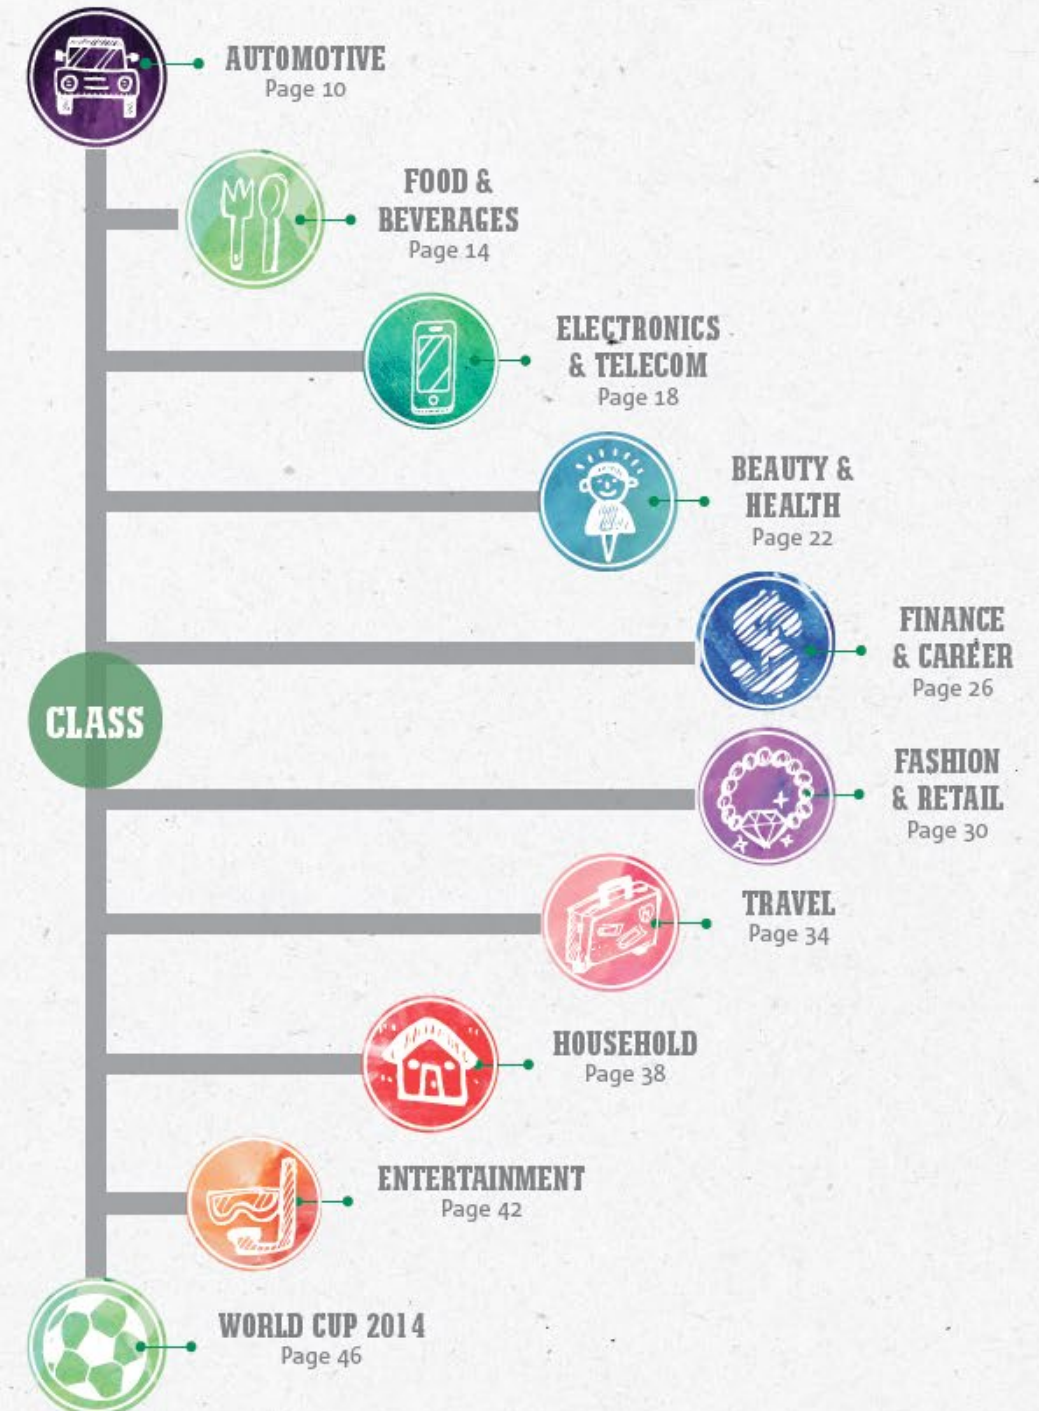 AUTOMOTIVE
Page 10
FOOD &
BEVERAGES
Page 14
ELECTRONICS
& TELECOM
Page 18
BEAUTY &
HEALTH
Page 22
FINANCE
& CAREER
Page 26
CLASS
FASHION
& RETAIL
Page 30
TRAVEL
Page 34
HOUSEHOLD
Page 38
ENTERTAINMENT
Page 42
WORLD CUP 2014
Page 46